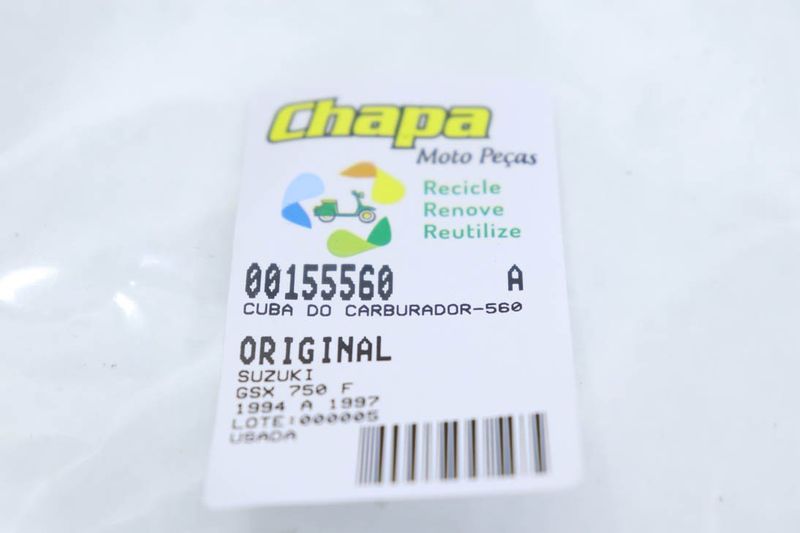 Chapa
Moto Peças
Recicle
Renove
Reutilize
00155560 A
CUBA DO CARBURADOR-560
ORIGINAL
SUZUKI
GSX 750 F
1994 A 1997
LOTE:000005
USADA